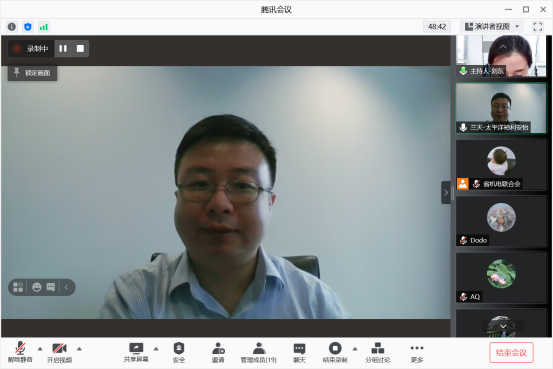 腾讯会议
48:42
演讲者视图
录制中
锁定画面
主持人-刘东
兰天-太平洋裕利安怡
省机电联合会
Dodo
AQ
解除静音
开启视频
共享屏幕
安全
邀请
管理成员(19)
聊天
结束录制
分组讨论
更多
结束会议